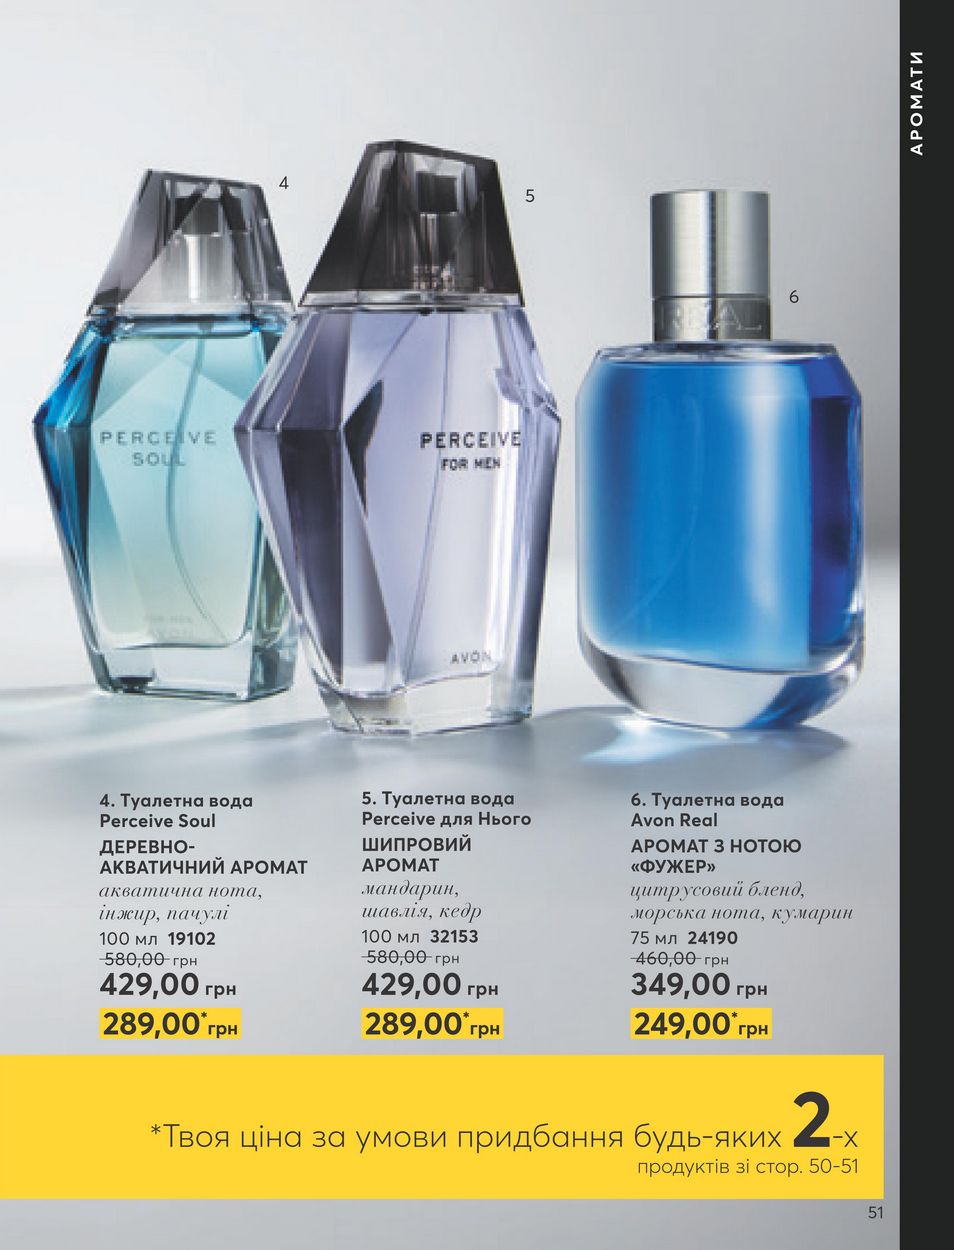 АРОМАТИ
4
5
6
REAL
PERCEIVE
SOUL
FOR MEN
AVON
PERCEIVE
FOR MEN
AVON
4. Туалетна вода
Perceive Soul
ДЕРЕВНО-
АКВАТИЧНИЙ АРОМАТ
акватична нота,
інжир, пачулі
100 мл 19102
580,00 грн
429,00 грн
289,00*грн
5. Туалетна вода
Perceive для Нього
ШИПРОВИЙ
АРОМАТ
мандарин,
шавлія, кедр
100 мл 32153
580,00 грн
429,00 грн
289,00*грн
6. Туалетна вода
Avon Real
АРОМАТ З НОТОЮ
«ФУЖЕР»
цитрусовий бленд,
морська нота, кумарин
75 мл 24190
460,00 грн
349,00 грн
249,00*грн
*Твоя ціна за умови придбання будь-яких 2-х
продуктів зі стор. 50-51
51